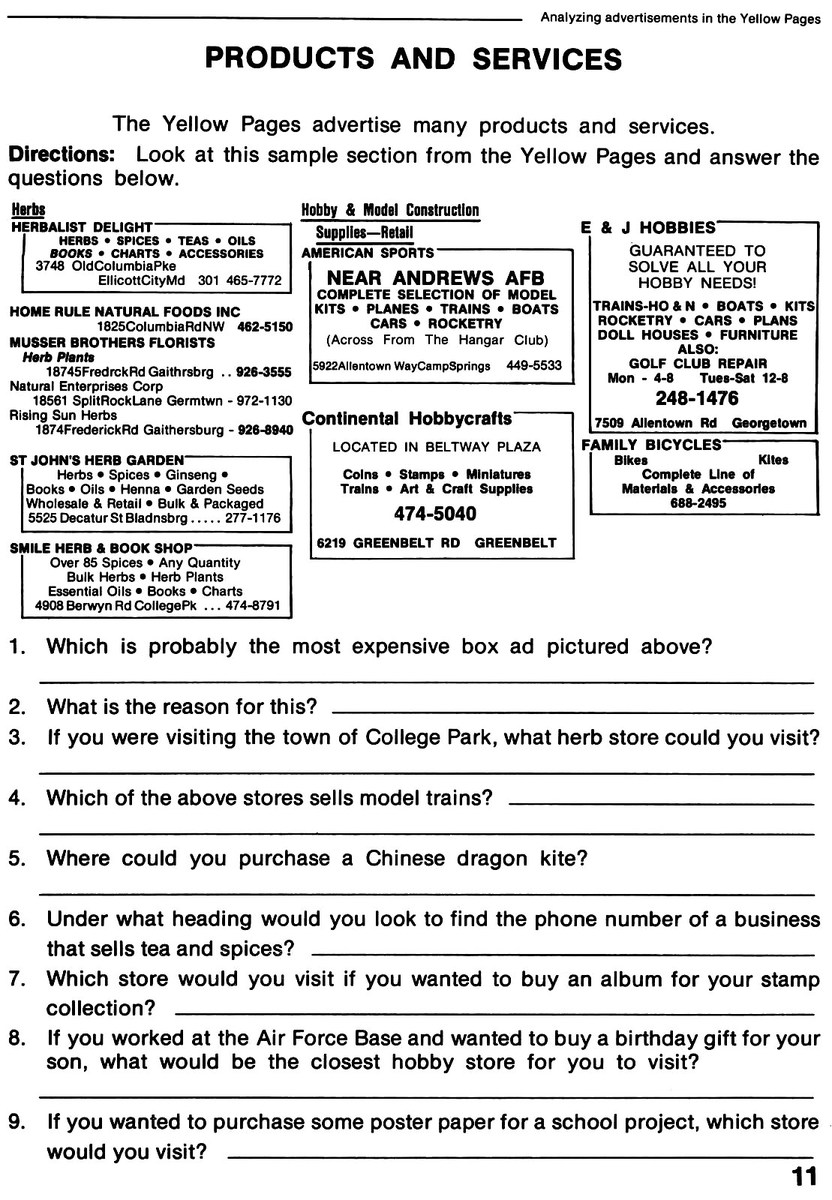 Analyzing advertisements in the Yellow Pages
PRODUCTS AND SERVICES
The Yellow Pages advertise many products and services.
Directions: Look at this sample section from the Yellow Pages and answer the
questions below.
Herbs
HERBALIST DELIGHT
HERBS • SPICES • TEAS • OILS
BOOKS • CHARTS • ACCESSORIES
3748 OldColumbiaPke
EllicottCityMd 301 465-7772
HOME RULE NATURAL FOODS INC
1825ColumbiaRdNW 462-5150
MUSSER BROTHERS FLORISTS
Herb Plants
18745FredrckRd Gaithrsbrg .. 926-3555
Natural Enterprises Corp
18561 SplitRockLane Germtwn - 972-1130
Rising Sun Herbs
1874FrederickRd Gaithersburg - 926-8940
ST JOHN'S HERB GARDEN
Herbs • Spices • Ginseng •
Books • Oils • Henna • Garden Seeds
Wholesale & Retail • Bulk & Packaged
5525 Decatur St Bladnsbrg ..... 277-1176
SMILE HERB & BOOK SHOP
Over 85 Spices • Any Quantity
Bulk Herbs • Herb Plants
Essential Oils • Books • Charts
4908 Berwyn Rd CollegePk ... 474-8791
Hobby & Model Construction
Supplies—Retail
AMERICAN SPORTS
NEAR ANDREWS AFB
COMPLETE SELECTION OF MODEL
KITS • PLANES • TRAINS • BOATS
CARS • ROCKETRY
(Across From The Hangar Club)
5922Allentown WayCampSprings 449-5533
Continental Hobbycrafts
LOCATED IN BELTWAY PLAZA
Coins • Stamps • Miniatures
Trains • Art & Craft Supplies
474-5040
6219 GREENBELT RD GREENBELT
E & J HOBBIES
GUARANTEED TO
SOLVE ALL YOUR
HOBBY NEEDS!
TRAINS-HO & N • BOATS • KITS
ROCKETRY • CARS • PLANS
DOLL HOUSES • FURNITURE
ALSO:
GOLF CLUB REPAIR
Mon - 4-8 Tues-Sat 12-8
248-1476
7509 Allentown Rd Georgetown
FAMILY BICYCLES
Bikes Kites
Complete Line of
Materials & Accessories
688-2495
1. Which is probably the most expensive box ad pictured above?
2. What is the reason for this?
3. If you were visiting the town of College Park, what herb store could you visit?
4. Which of the above stores sells model trains?
5. Where could you purchase a Chinese dragon kite?
6. Under what heading would you look to find the phone number of a business
that sells tea and spices?
7. Which store would you visit if you wanted to buy an album for your stamp
collection?
8. If you worked at the Air Force Base and wanted to buy a birthday gift for your
son, what would be the closest hobby store for you to visit?
9. If you wanted to purchase some poster paper for a school project, which store
would you visit?
11